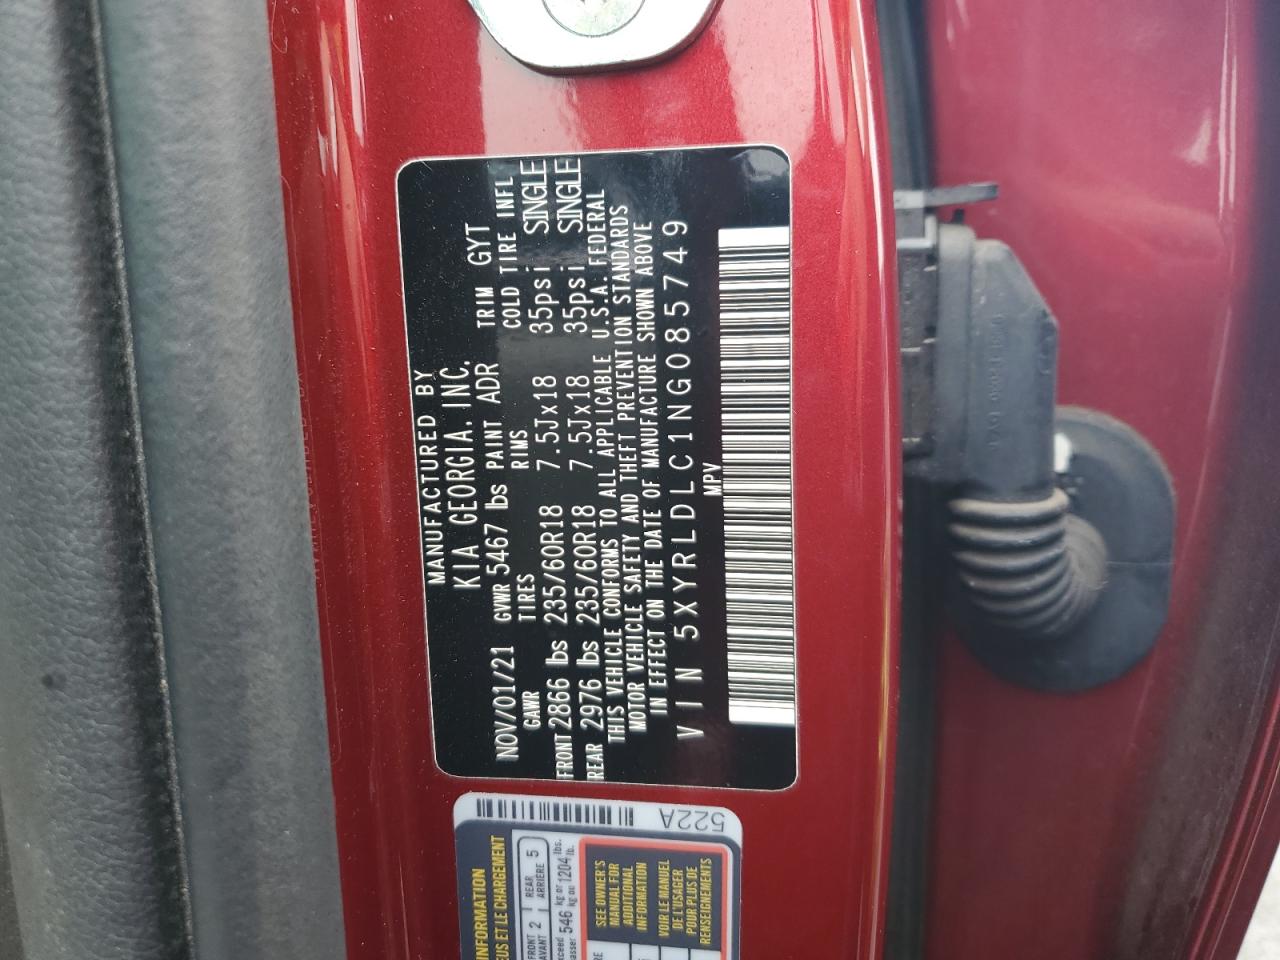 MANUFACTURED BY
KIA GEORGIA, INC.
NOV/01/21 GVWR 5467 lbs PAINT ADR TRIM GYT
GAWR TIRES RIMS COLD TIRE INFL
FRONT 2866 lbs 235/60R18 7.5Jx18 35psi SINGLE
REAR 2976 lbs 235/60R18 7.5Jx18 35psi SINGLE
THIS VEHICLE CONFORMS TO ALL APPLICABLE U.S.A. FEDERAL
MOTOR VEHICLE SAFETY AND THEFT PREVENTION STANDARDS
IN EFFECT ON THE DATE OF MANUFACTURE SHOWN ABOVE
VIN 5XYRLDLC1NG085749
MPV
522A
INFORMATION
ET LE CHARGEMENT
FRONT 2 REAR 5
AVANT ARRIÈRE
exceed 546 kg or 1204 lbs.
kg ou lb.
SEE OWNER'S
MANUAL FOR
ADDITIONAL
INFORMATION
VOIR LE MANUEL
DE L'USAGER
POUR PLUS DE
RENSEIGNEMENTS